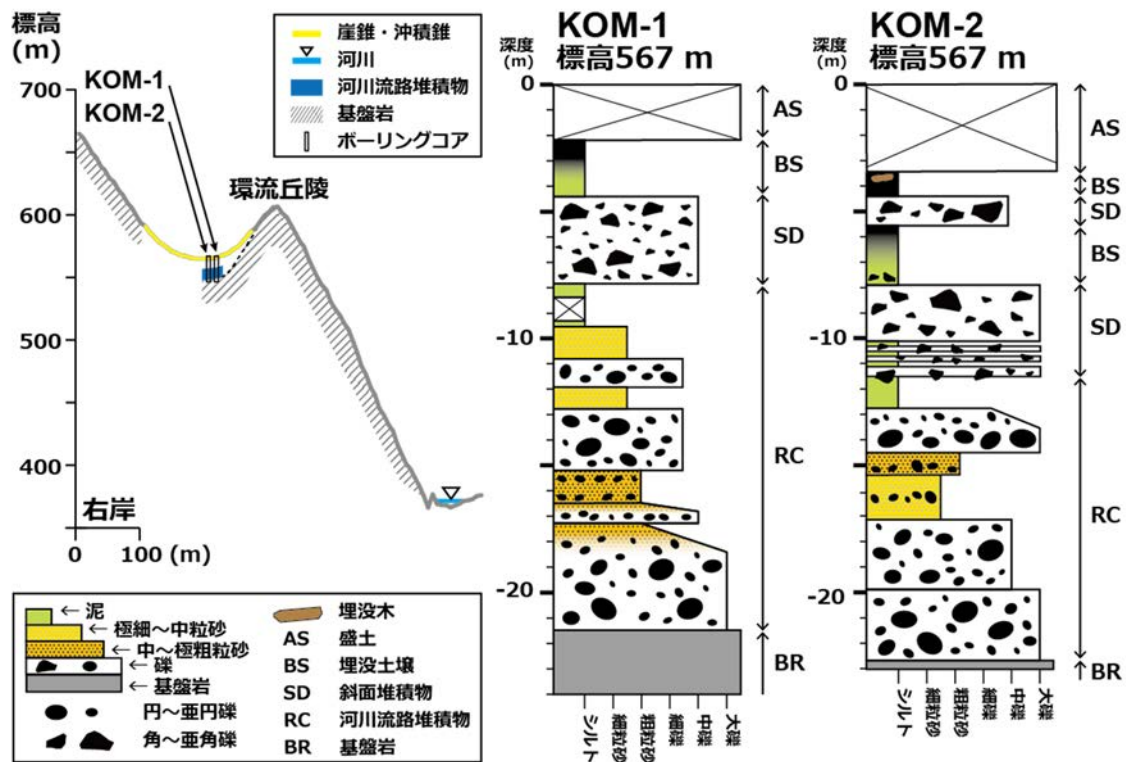 標高
(m)
700
600
500
400
KOM-1
KOM-2
環流丘陵
右岸
0
100 (m)
崖錐・沖積錐
河川
河川流路堆積物
基盤岩
ボーリングコア
← 泥
← 極細～中粒砂
← 中～極粗粒砂
← 礫
← 基盤岩
円～亜円礫
角～亜角礫
埋没木
AS 盛土
BS 埋没土壌
SD 斜面堆積物
RC 河川流路堆積物
BR 基盤岩
KOM-1
深度
(m)
標高567 m
0
-10
-20
AS
BS
SD
RC
BR
シルト
細粒砂
粗粒砂
細礫
中礫
大礫
KOM-2
深度
(m)
標高567 m
0
-10
-20
AS
BS
SD
BS
SD
RC
BR
シルト
細粒砂
粗粒砂
細礫
中礫
大礫